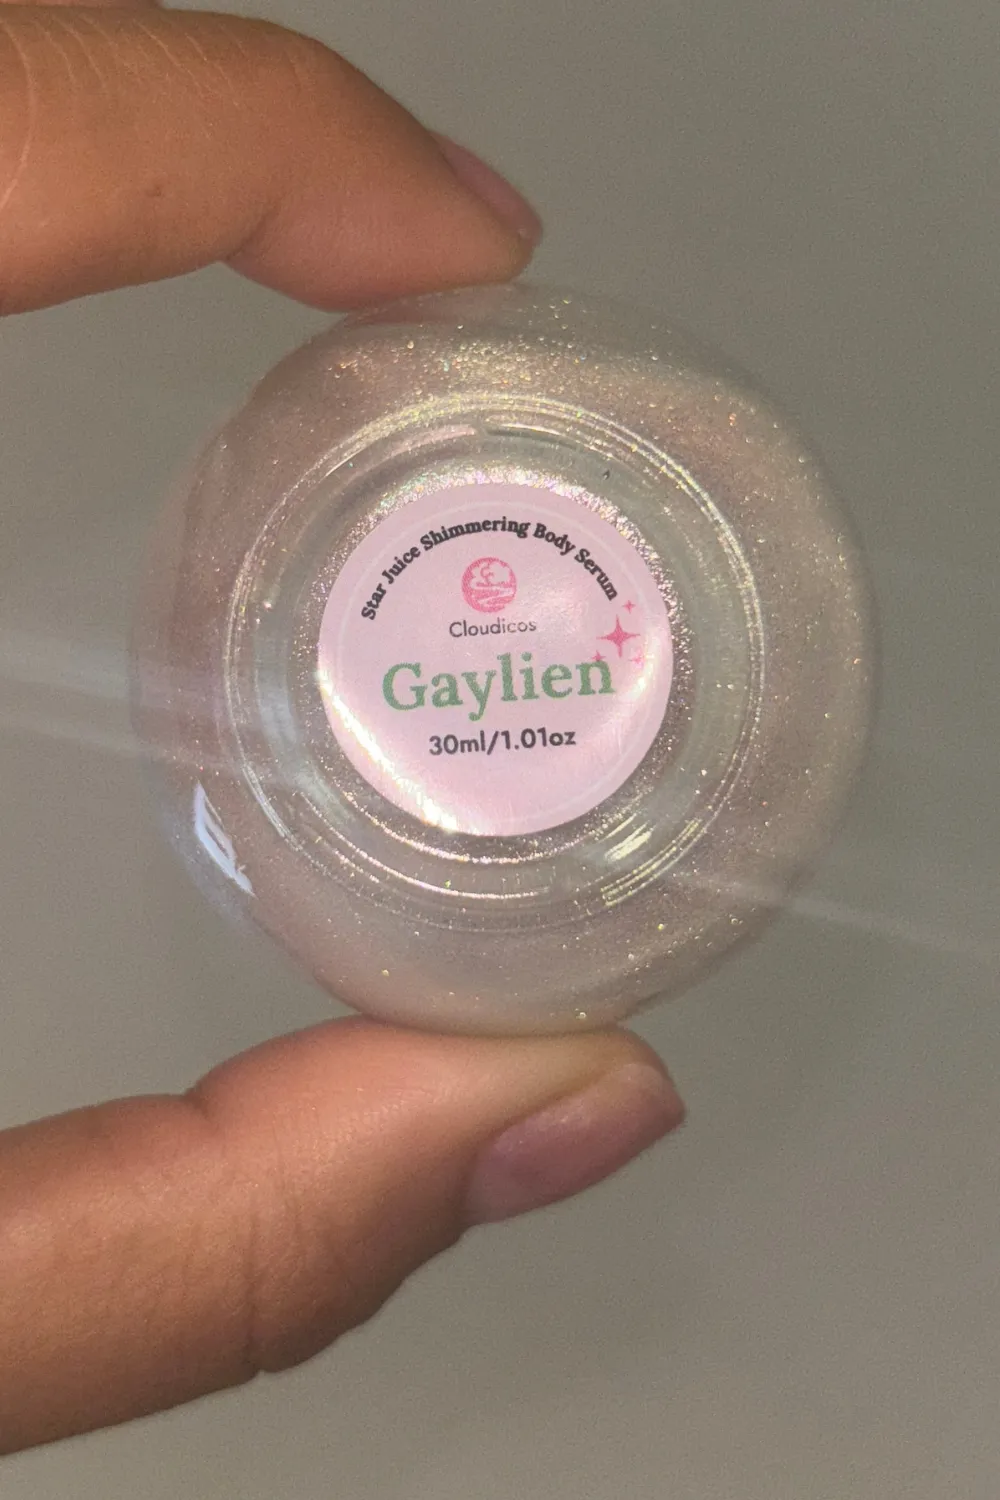 Star Juice Shimmering Body Serum
Cloudicos
Gaylien
30ml/1.01oz